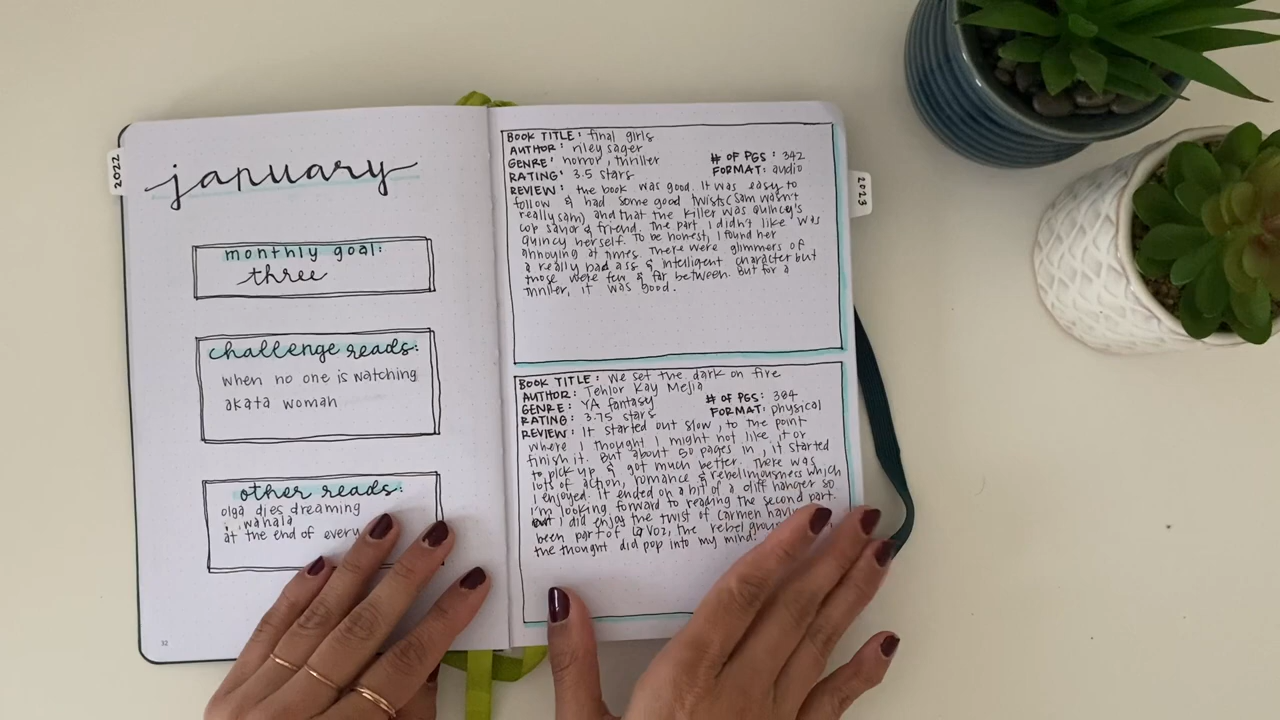 2022
january
monthly goal:
three
challenge reads:
when no one is watching
akata woman
other reads:
olga dies dreaming
wahala
at the end of every
32
BOOK TITLE: final girls
AUTHOR: riley sager
GENRE: horror, thriller
# OF PGS: 342
RATING: 3.5 stars
FORMAT: audio
REVIEW: the book was good. It was easy to
follow & had some good twists (Sam wasn't
really sam) and that the killer was quincy's
cop savior & friend. The part I didn't like was
quincy herself. To be honest, I found her
annoying at times. There were glimmers of
a really bad ass & inteligent character but
those were few & far between. But for a
thriller, it was good.
2023
BOOK TITLE: We set the dark on fire
AUTHOR: Tehlor Kay Mejia
GENRE: YA fantasy
# OF PGS: 384
RATING: 3.75 stars
FORMAT: physical
REVIEW: It started out slow, to the point
where I thought I might not like it or
finish it. But about 50 pages in, it started
to pick up & got much better. There was
lots of action, romance & rebelliousness which
I enjoyed. It ended on a bit of a cliff hanger so
I'm looking forward to reading the second part.
I did enjoy the twist of Carmen
been part of La Voz, the rebel
the thought did pop into my mind.